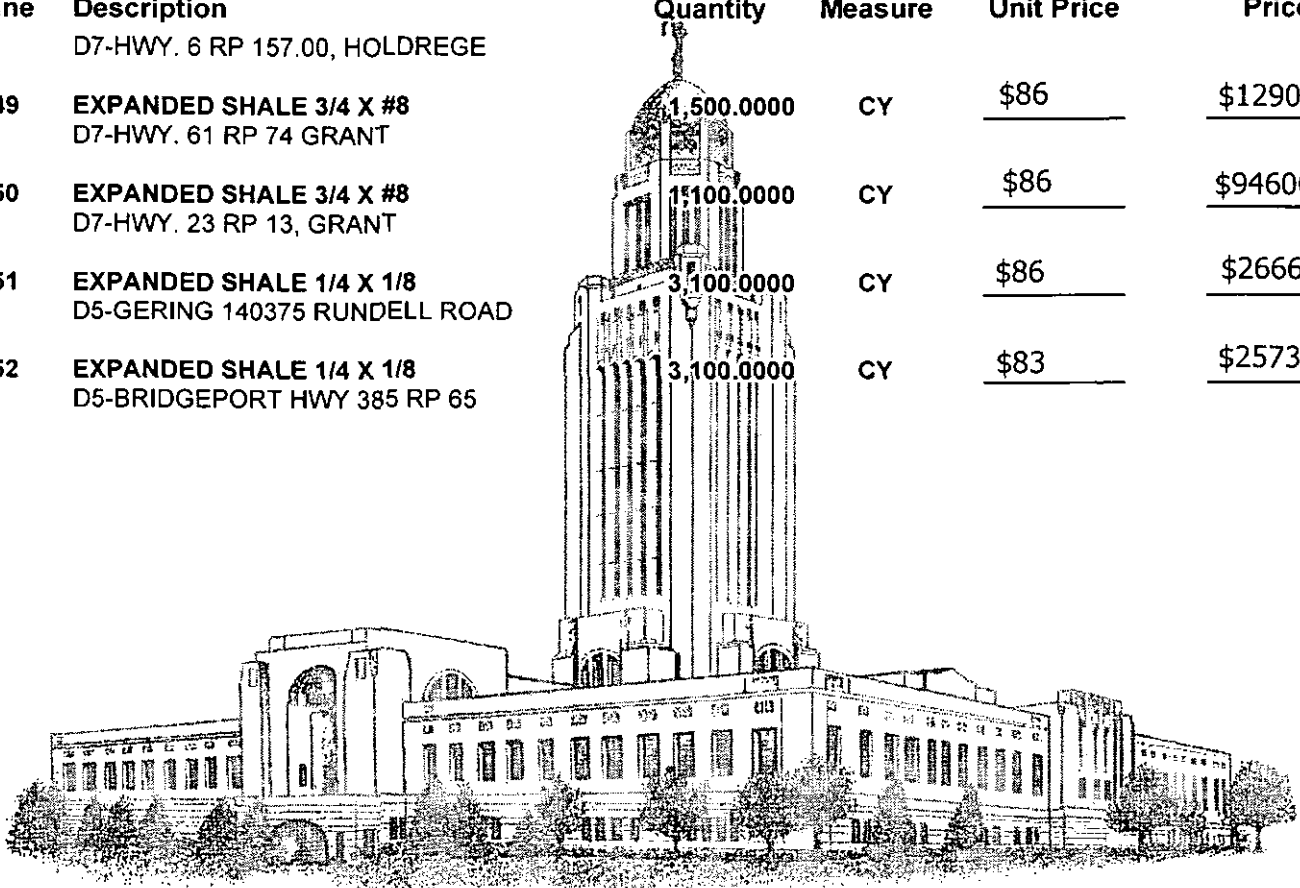 ne Description Quantity Measure Unit Price Price
D7-HWY. 6 RP 157.00, HOLDREGE
49 EXPANDED SHALE 3/4 X #8 1,500.0000 CY $86 $1290
D7-HWY. 61 RP 74 GRANT
50 EXPANDED SHALE 3/4 X #8 1,100.0000 CY $86 $9460
D7-HWY. 23 RP 13, GRANT
51 EXPANDED SHALE 1/4 X 1/8 3,100.0000 CY $86 $2666
D5-GERING 140375 RUNDELL ROAD
52 EXPANDED SHALE 1/4 X 1/8 3,100.0000 CY $83 $2573
D5-BRIDGEPORT HWY 385 RP 65